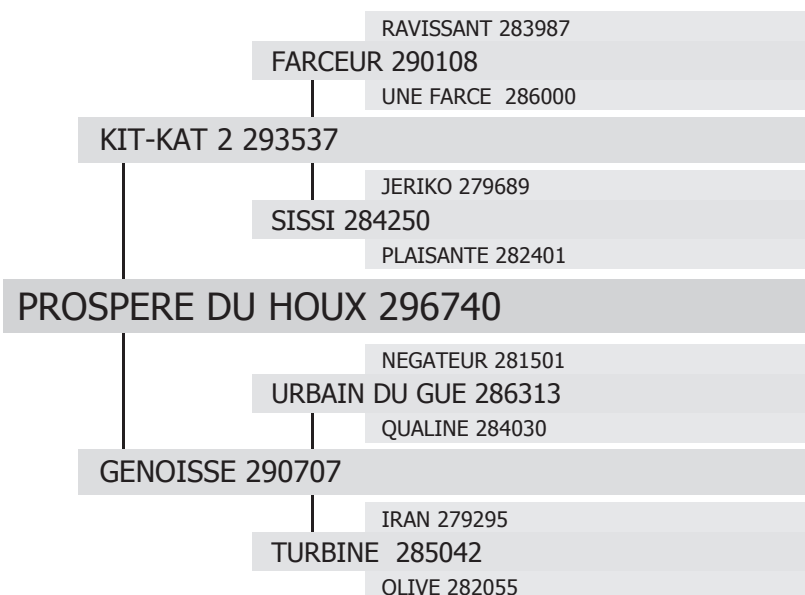 RAVISSANT 283987
FARCEUR 290108
UNE FARCE 286000
KIT-KAT 2 293537
JERIKO 279689
SISSI 284250
PLAISANTE 282401
PROSPERE DU HOUX 296740
NEGATEUR 281501
URBAIN DU GUE 286313
QUALINE 284030
GENOISSE 290707
IRAN 279295
TURBINE 285042
OLIVE 282055